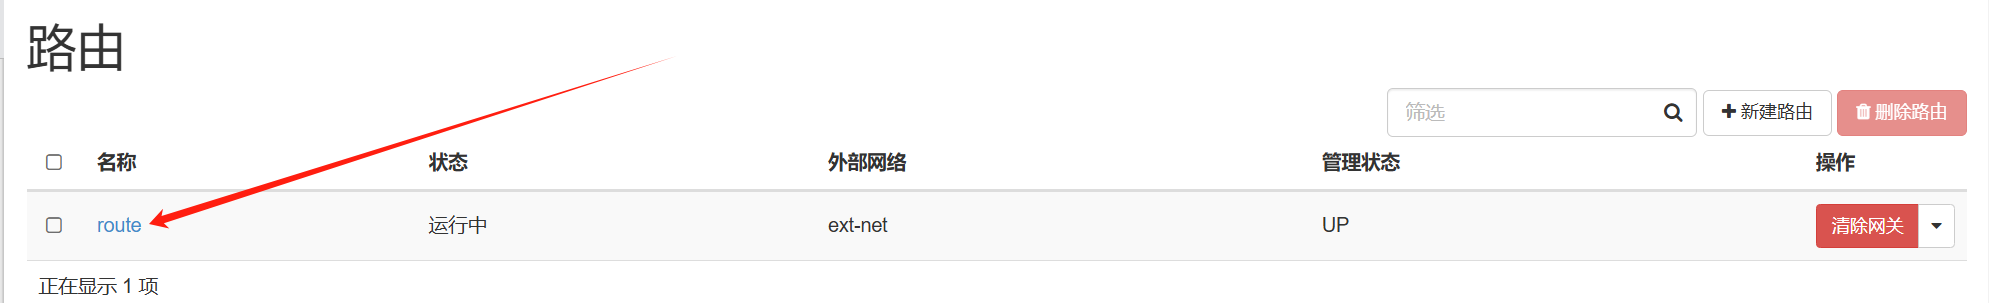 路由
筛选 新建路由 删除路由
名称 状态 外部网络 管理状态 操作
route 运行中 ext-net UP 清除网关
正在显示 1 项